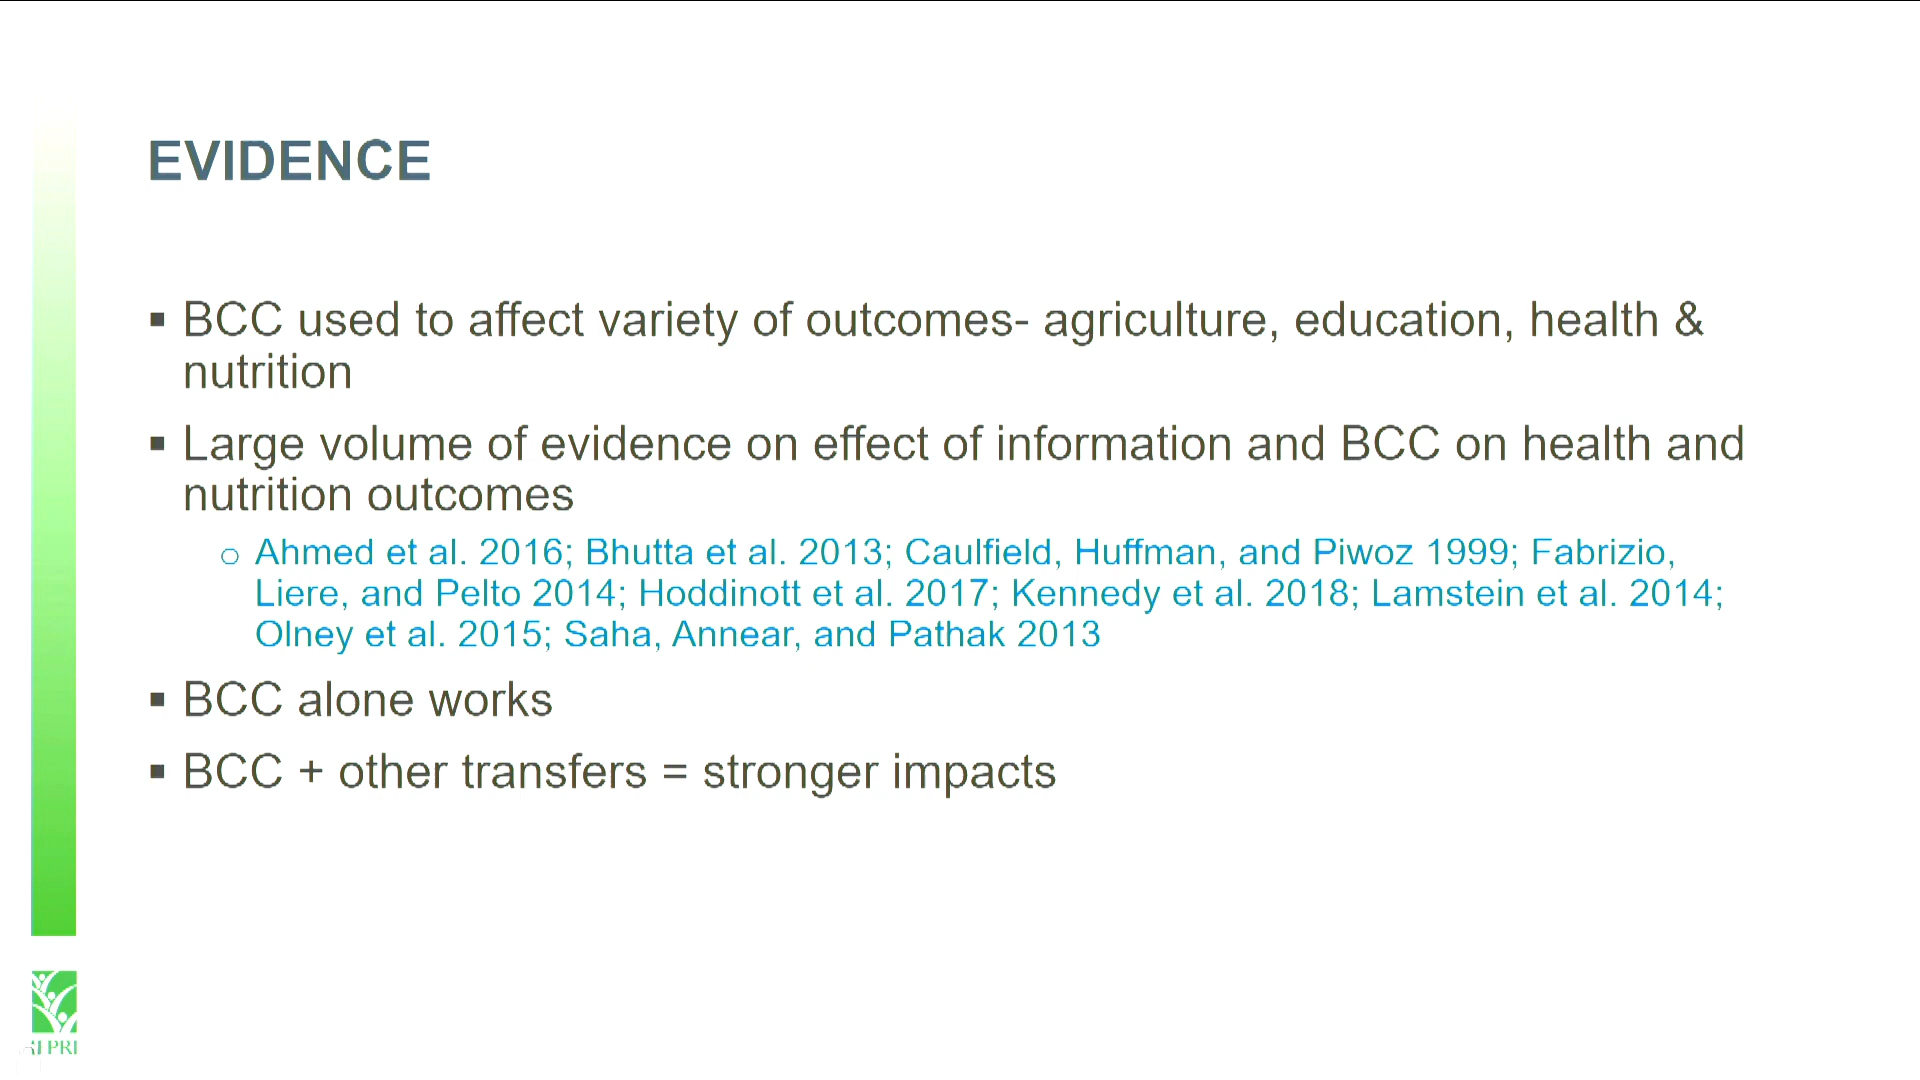 EVIDENCE
▪ BCC used to affect variety of outcomes- agriculture, education, health &
nutrition
▪ Large volume of evidence on effect of information and BCC on health and
nutrition outcomes
o Ahmed et al. 2016; Bhutta et al. 2013; Caulfield, Huffman, and Piwoz 1999; Fabrizio,
Liere, and Pelto 2014; Hoddinott et al. 2017; Kennedy et al. 2018; Lamstein et al. 2014;
Olney et al. 2015; Saha, Annear, and Pathak 2013
▪ BCC alone works
▪ BCC + other transfers = stronger impacts